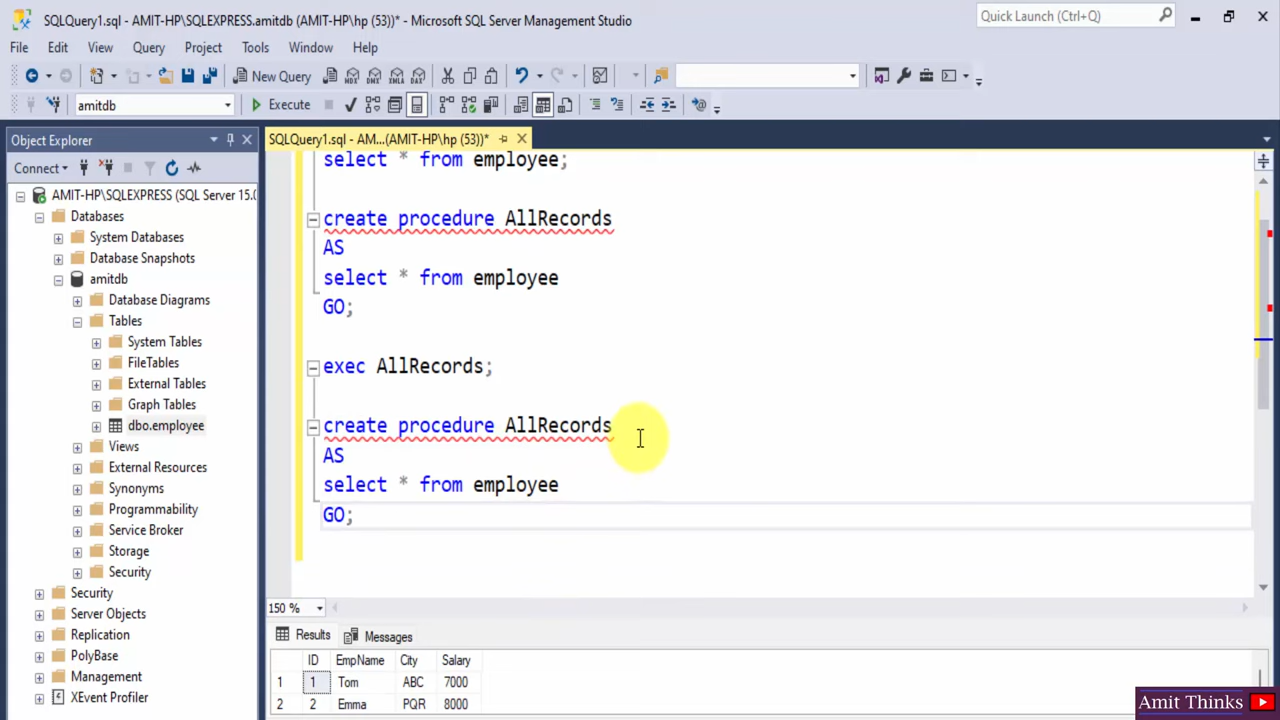 SQLQuery1.sql - AMIT-HP\SQLEXPRESS.amitdb (AMIT-HP\hp (53))* - Microsoft SQL Server Management Studio
Quick Launch (Ctrl+Q)
File Edit View Query Project Tools Window Help
New Query
MDX DMX XMLA DAX
amitdb
Execute
Object Explorer
SQLQuery1.sql - AM...(AMIT-HP\hp (53))*
Connect
AMIT-HP\SQLEXPRESS (SQL Server 15.0
Databases
System Databases
Database Snapshots
amitdb
Database Diagrams
Tables
System Tables
FileTables
External Tables
Graph Tables
dbo.employee
Views
External Resources
Synonyms
Programmability
Service Broker
Storage
Security
Security
Server Objects
Replication
PolyBase
Management
XEvent Profiler
select * from employee;
create procedure AllRecords
AS
select * from employee
GO;
exec AllRecords;
create procedure AllRecords
AS
select * from employee
GO;
150 %
Results Messages
ID EmpName City Salary
1 1 Tom ABC 7000
2 2 Emma PQR 8000
Amit Thinks